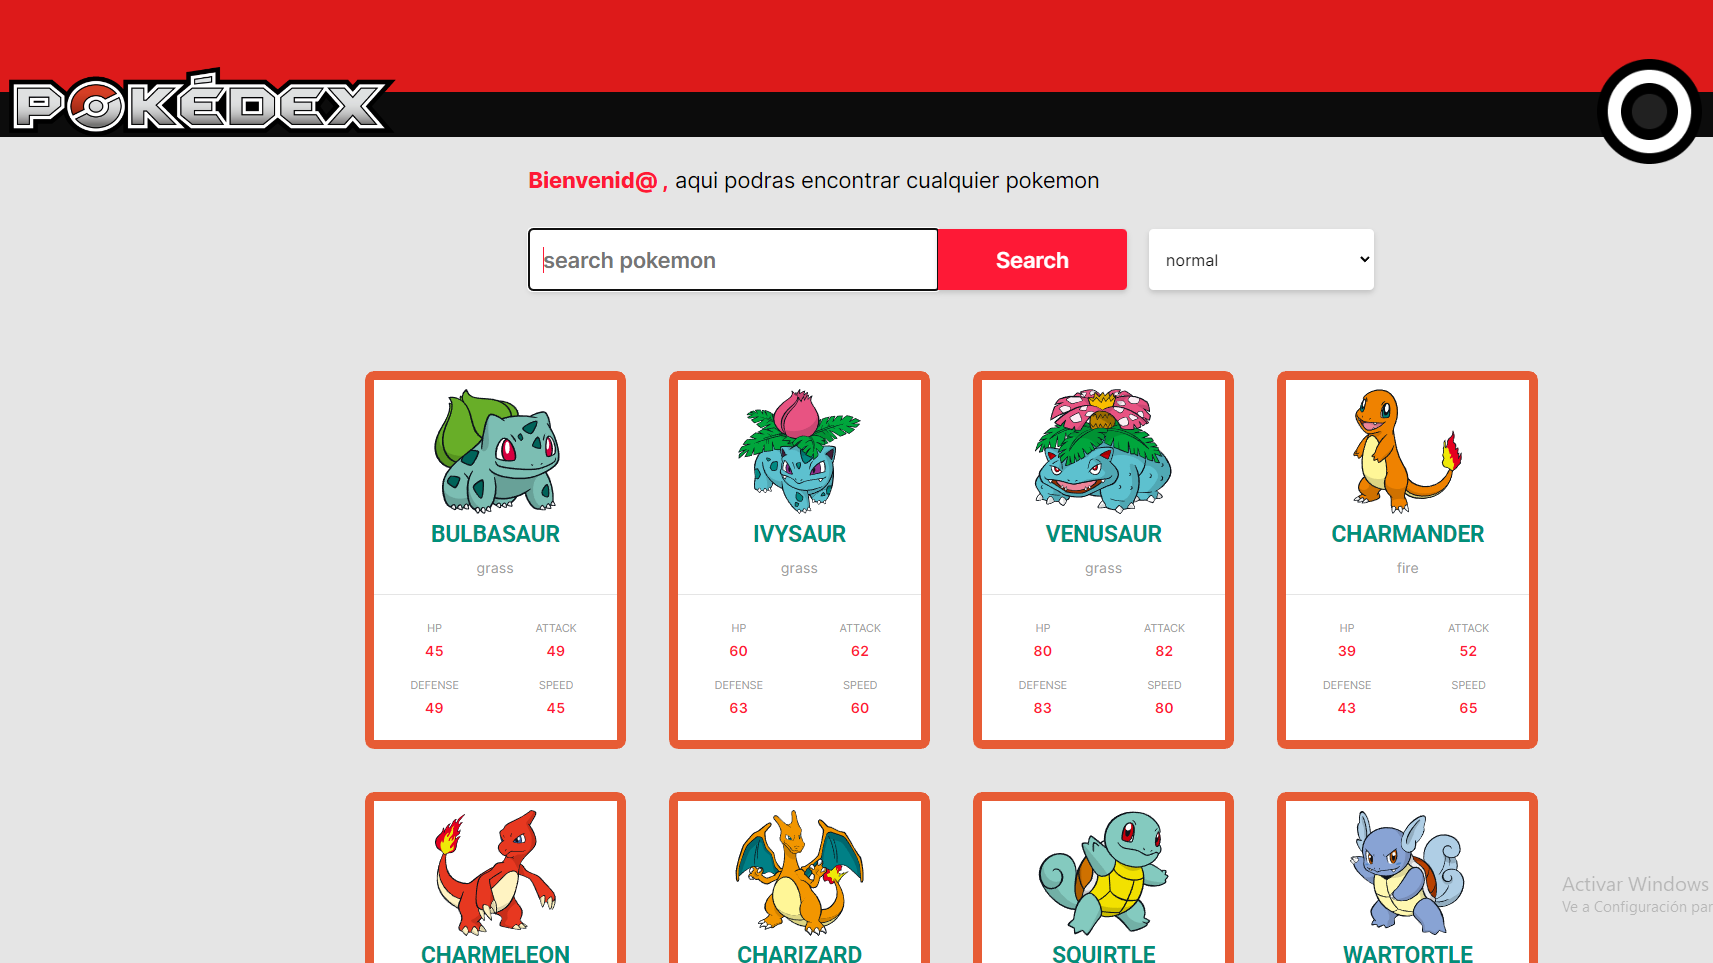 POKÉDEX
Bienvenid@ , aqui podras encontrar cualquier pokemon
search pokemon
Search
normal
BULBASAUR
grass
HP ATTACK
45 49
DEFENSE SPEED
49 45
IVYSAUR
grass
HP ATTACK
60 62
DEFENSE SPEED
63 60
VENUSAUR
grass
HP ATTACK
80 82
DEFENSE SPEED
83 80
CHARMANDER
fire
HP ATTACK
39 52
DEFENSE SPEED
43 65
CHARMELEON
CHARIZARD
SQUIRTLE
WARTORTLE
Activar Windows
Ve a Configuración par